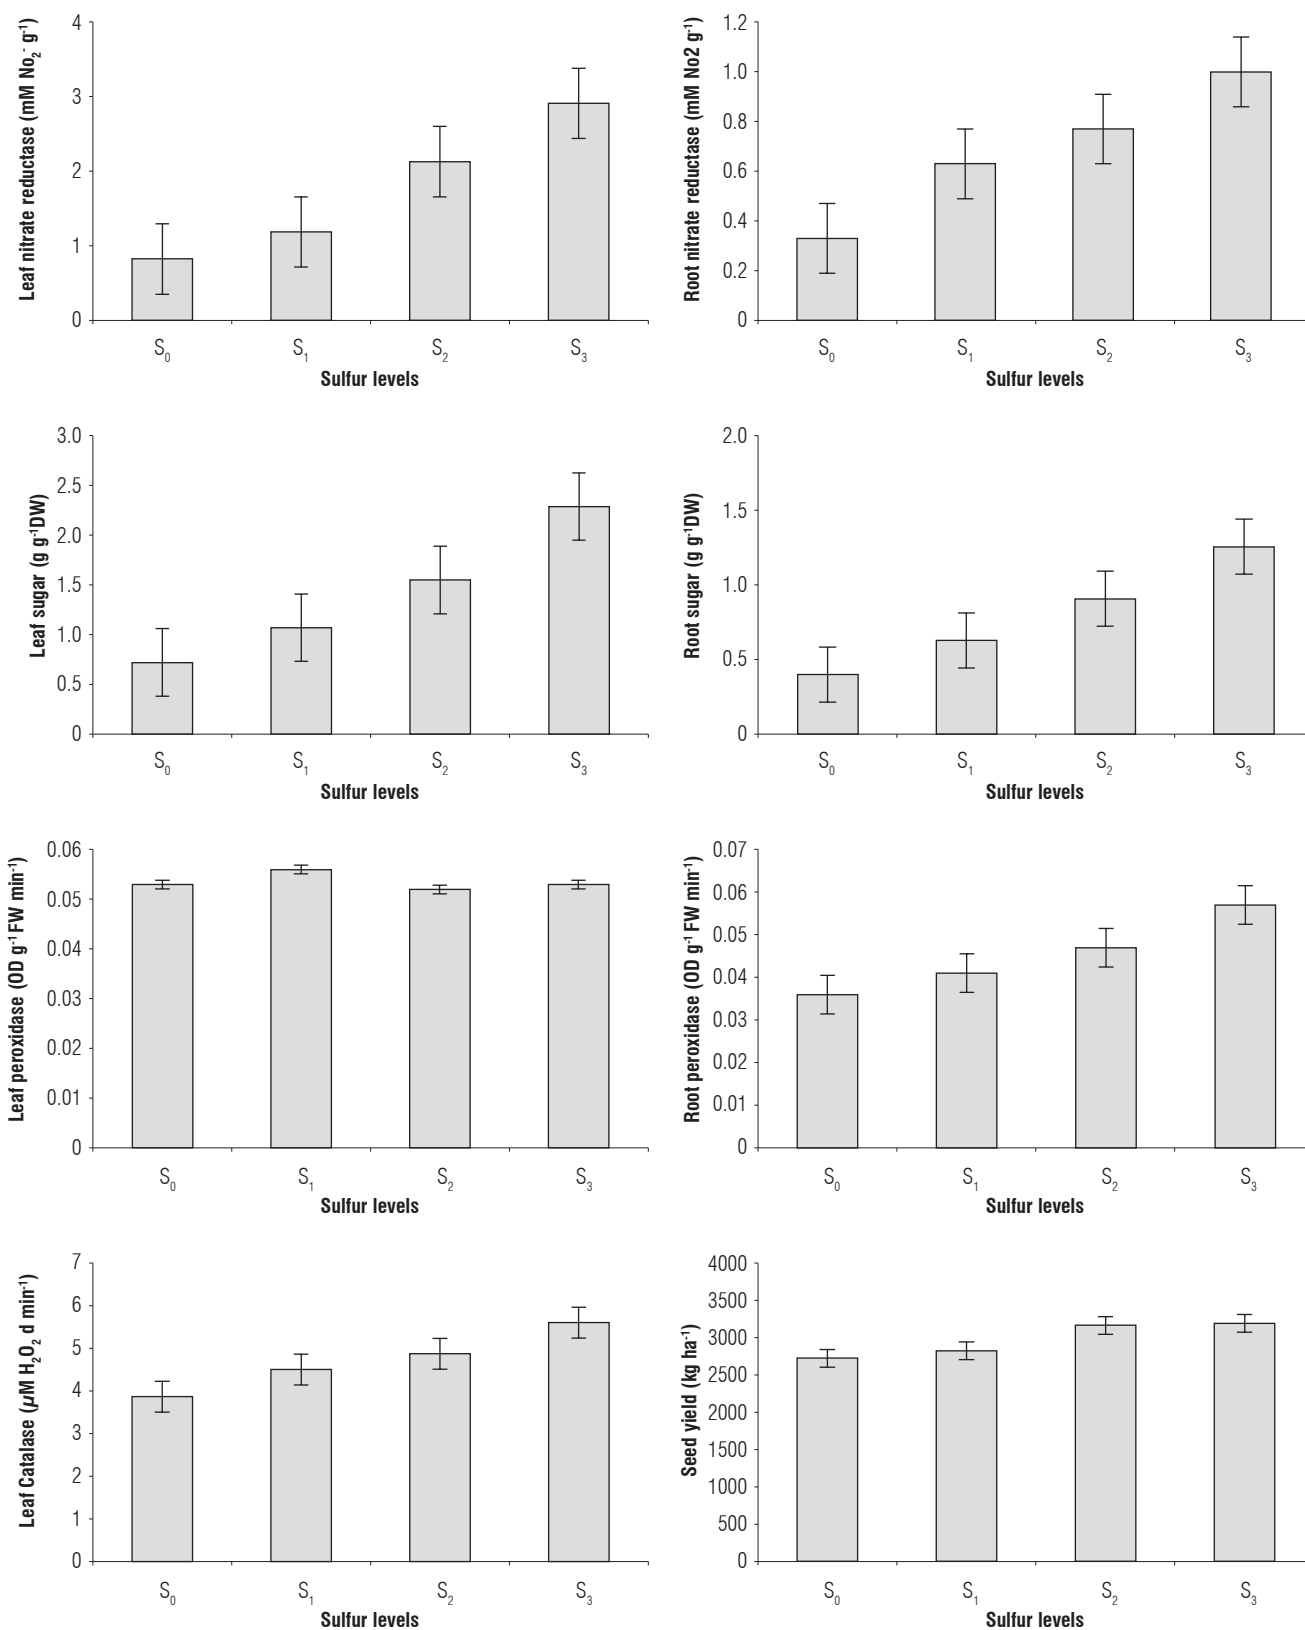 Leaf nitrate reductase (mM No₂⁻ g⁻¹)
4
3
2
1
0
S₀ S₁ S₂ S₃
Sulfur levels
Root nitrate reductase (mM No2 g⁻¹)
1.2
1.0
0.8
0.6
0.4
0.2
0
S₀ S₁ S₂ S₃
Sulfur levels
Leaf sugar (g g⁻¹DW)
3.0
2.5
2.0
1.5
1.0
0.5
0
S₀ S₁ S₂ S₃
Sulfur levels
Root sugar (g g⁻¹DW)
2.0
1.5
1.0
0.5
0
S₀ S₁ S₂ S₃
Sulfur levels
Leaf peroxidase (OD g⁻¹ FW min⁻¹)
0.06
0.05
0.04
0.03
0.02
0.01
0
S₀ S₁ S₂ S₃
Sulfur levels
Root peroxidase (OD g⁻¹ FW min⁻¹)
0.07
0.06
0.05
0.04
0.03
0.02
0.01
0
S₀ S₁ S₂ S₃
Sulfur levels
Leaf Catalase (µM H₂O₂ d min⁻¹)
7
6
5
4
3
2
1
0
S₀ S₁ S₂ S₃
Sulfur levels
Seed yield (kg ha⁻¹)
4000
3500
3000
2500
2000
1500
1000
500
0
S₀ S₁ S₂ S₃
Sulfur levels